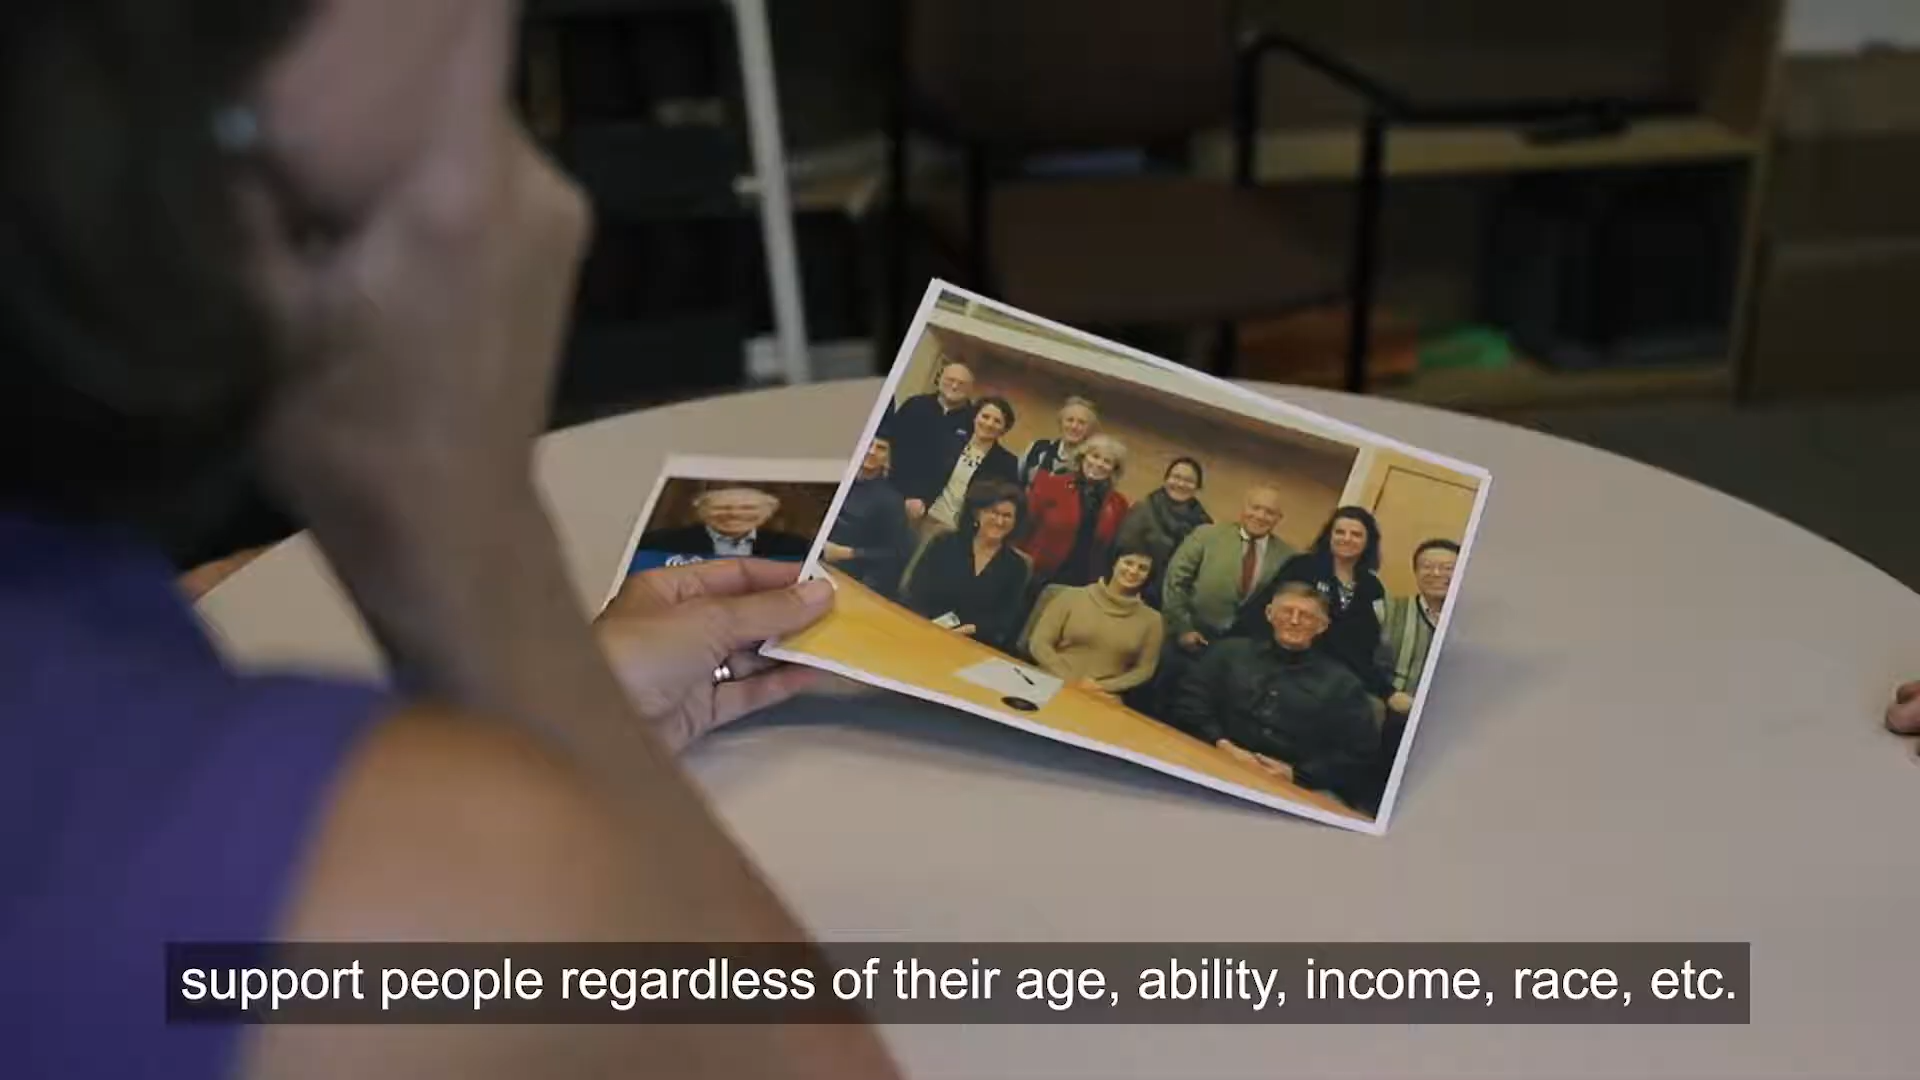 support people regardless of their age, ability, income, race, etc.